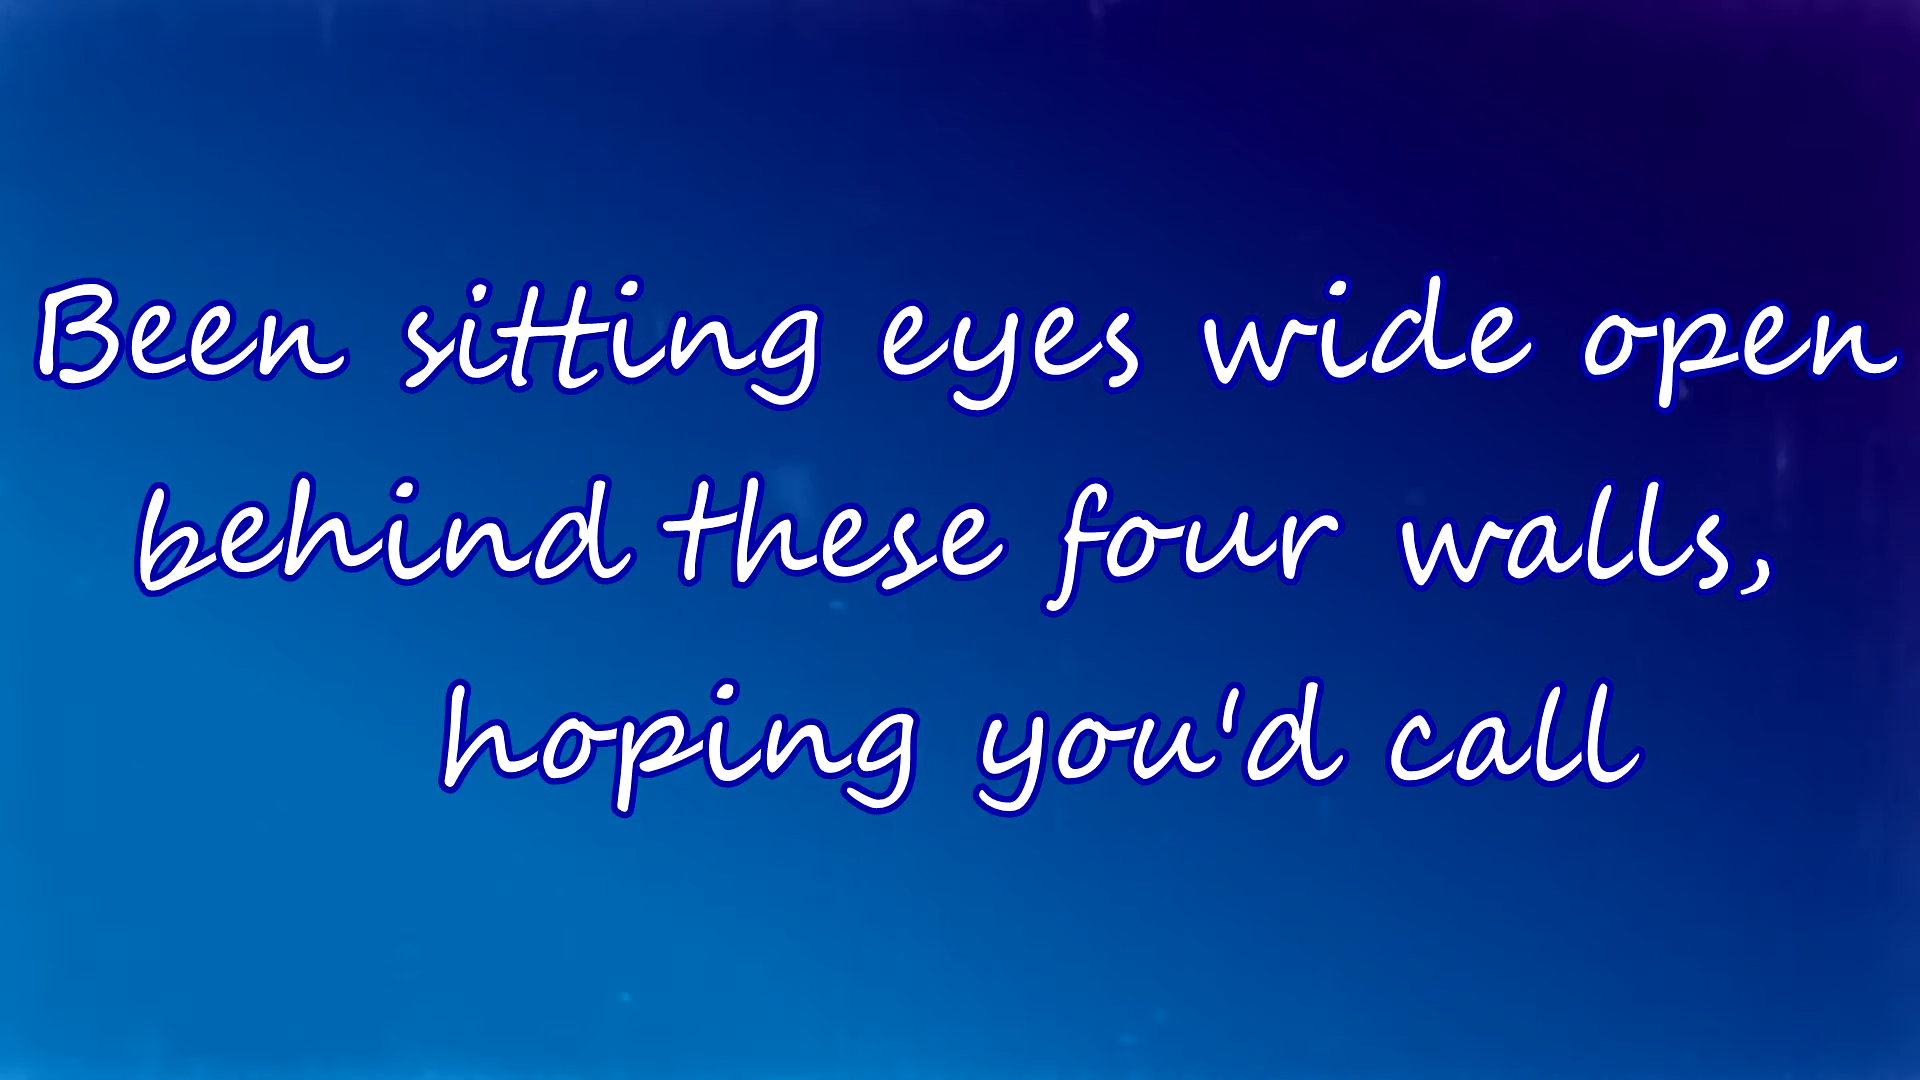 Been sitting eyes wide open
behind these four walls,
hoping you'd call